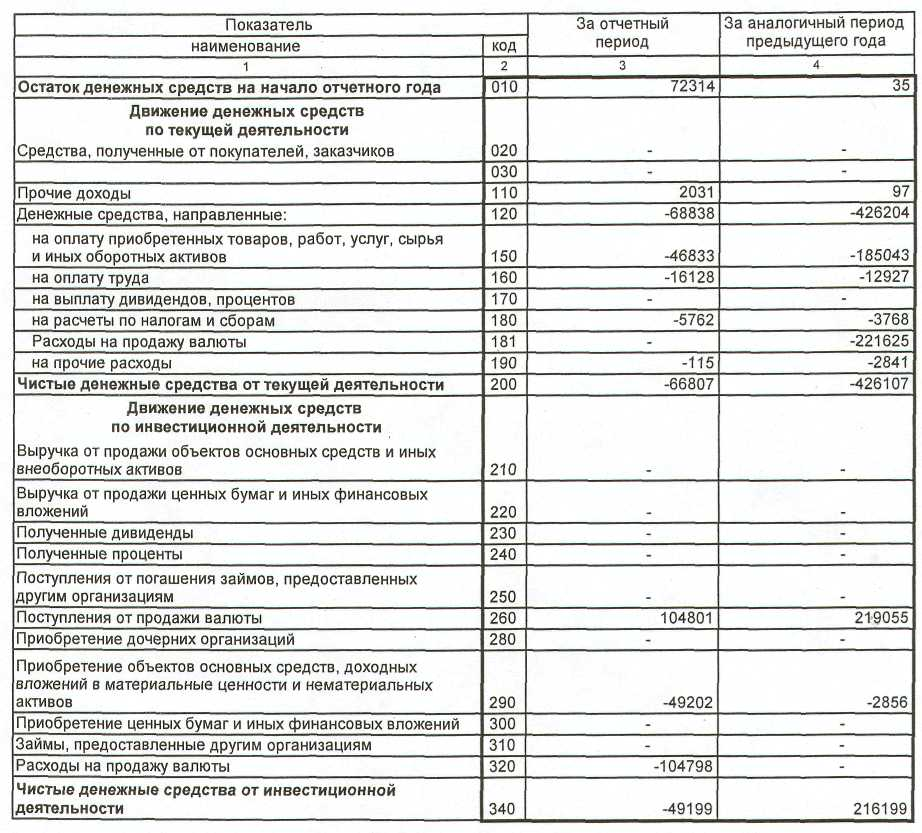 Показатель За отчетный За аналогичный период
наименование код период предыдущего года
1 2 3 4
Остаток денежных средств на начало отчетного года 010 72314 35
Движение денежных средств
по текущей деятельности
Средства, полученные от покупателей, заказчиков 020 - -
030 - -
Прочие доходы 110 2031 97
Денежные средства, направленные: 120 -68838 -426204
на оплату приобретенных товаров, работ, услуг, сырья
и иных оборотных активов 150 -46833 -185043
на оплату труда 160 -16128 -12927
на выплату дивидендов, процентов 170 - -
на расчеты по налогам и сборам 180 -5762 -3768
Расходы на продажу валюты 181 - -221625
на прочие расходы 190 -115 -2841
Чистые денежные средства от текущей деятельности 200 -66807 -426107
Движение денежных средств
по инвестиционной деятельности
Выручка от продажи объектов основных средств и иных
внеоборотных активов 210 - -
Выручка от продажи ценных бумаг и иных финансовых
вложений 220 - -
Полученные дивиденды 230 - -
Полученные проценты 240 - -
Поступления от погашения займов, предоставленных
другим организациям 250 - -
Поступления от продажи валюты 260 104801 219055
Приобретение дочерних организаций 280 - -
Приобретение объектов основных средств, доходных
вложений в материальные ценности и нематериальных
активов 290 -49202 -2856
Приобретение ценных бумаг и иных финансовых вложений 300 - -
Займы, предоставленные другим организациям 310 - -
Расходы на продажу валюты 320 -104798 -
Чистые денежные средства от инвестиционной
деятельности 340 -49199 216199